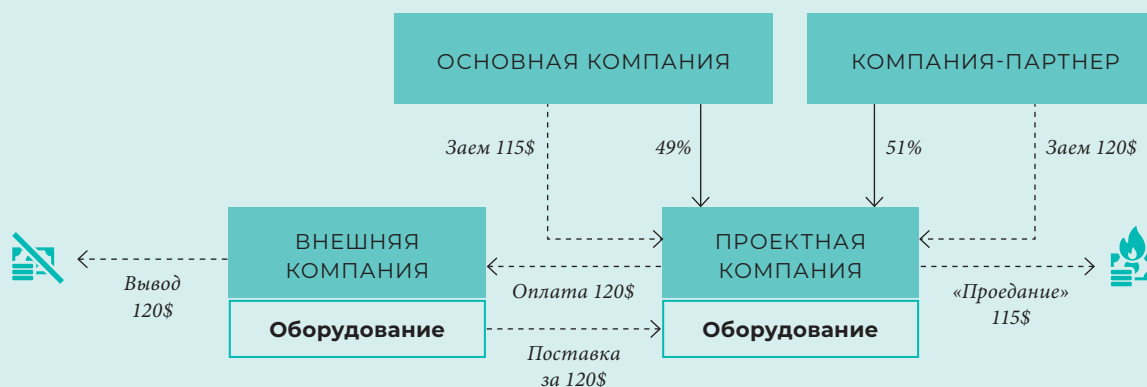 ОСНОВНАЯ КОМПАНИЯ
КОМПАНИЯ-ПАРТНЕР
Заем 115$
49%
51%
Заем 120$
ВНЕШНЯЯ
КОМПАНИЯ
ПРОЕКТНАЯ
КОМПАНИЯ
Вывод
120$
Оплата 120$
«Проедание»
115$
Оборудование
Оборудование
Поставка
за 120$